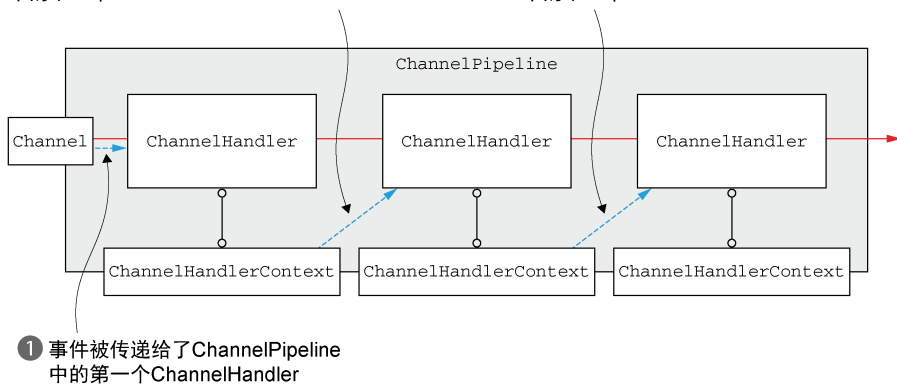 ChannelPipeline
Channel
ChannelHandler
ChannelHandler
ChannelHandler
ChannelHandlerContext
ChannelHandlerContext
ChannelHandlerContext
1 事件被传递给了ChannelPipeline
中的第一个ChannelHandler